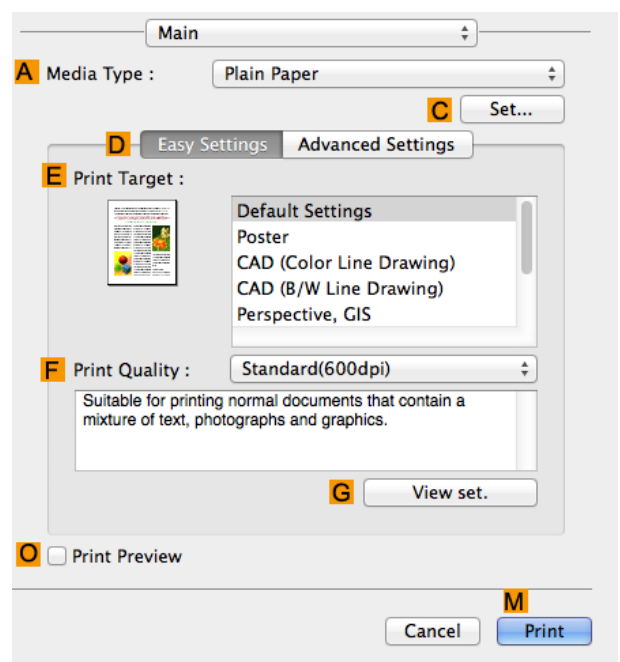 Main
A Media Type : Plain Paper
C Set...
D Easy Settings Advanced Settings
E Print Target :
Default Settings
Poster
CAD (Color Line Drawing)
CAD (B/W Line Drawing)
Perspective, GIS
F Print Quality : Standard(600dpi)
Suitable for printing normal documents that contain a
mixture of text, photographs and graphics.
G View set.
O Print Preview
M
Cancel Print